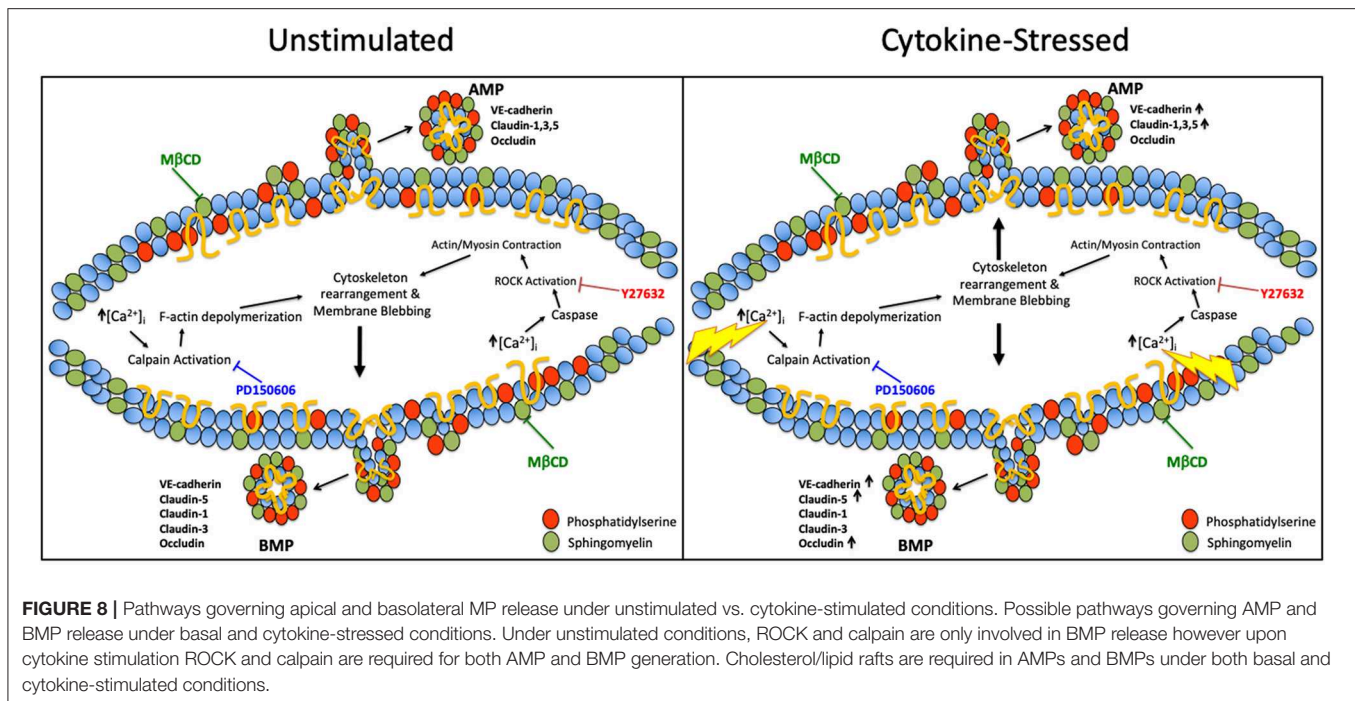 Unstimulated
Cytokine-Stressed
AMP
VE-cadherin
Claudin-1,3,5
Occludin
MβCD
Actin/Myosin Contraction
Cytoskeleton
rearrangement &
Membrane Blebbing
ROCK Activation
Y27632
↑[Ca²⁺]ᵢ
F-actin depolymerization
Caspase
↑[Ca²⁺]ᵢ
Calpain Activation
PD150606
MβCD
VE-cadherin
Claudin-5
Claudin-1
Claudin-3
Occludin
BMP
Phosphatidylserine
Sphingomyelin
AMP
VE-cadherin ↑
Claudin-1,3,5 ↑
Occludin
MβCD
Actin/Myosin Contraction
Cytoskeleton
rearrangement &
Membrane Blebbing
ROCK Activation
Y27632
↑[Ca²⁺]ᵢ
F-actin depolymerization
Caspase
↑[Ca²⁺]ᵢ
Calpain Activation
PD150606
MβCD
VE-cadherin ↑
Claudin-5 ↑
Claudin-1
Claudin-3
Occludin ↑
BMP
Phosphatidylserine
Sphingomyelin
FIGURE 8 | Pathways governing apical and basolateral MP release under unstimulated vs. cytokine-stimulated conditions. Possible pathways governing AMP and
BMP release under basal and cytokine-stressed conditions. Under unstimulated conditions, ROCK and calpain are only involved in BMP release however upon
cytokine stimulation ROCK and calpain are required for both AMP and BMP generation. Cholesterol/lipid rafts are required in AMPs and BMPs under both basal and
cytokine-stimulated conditions.